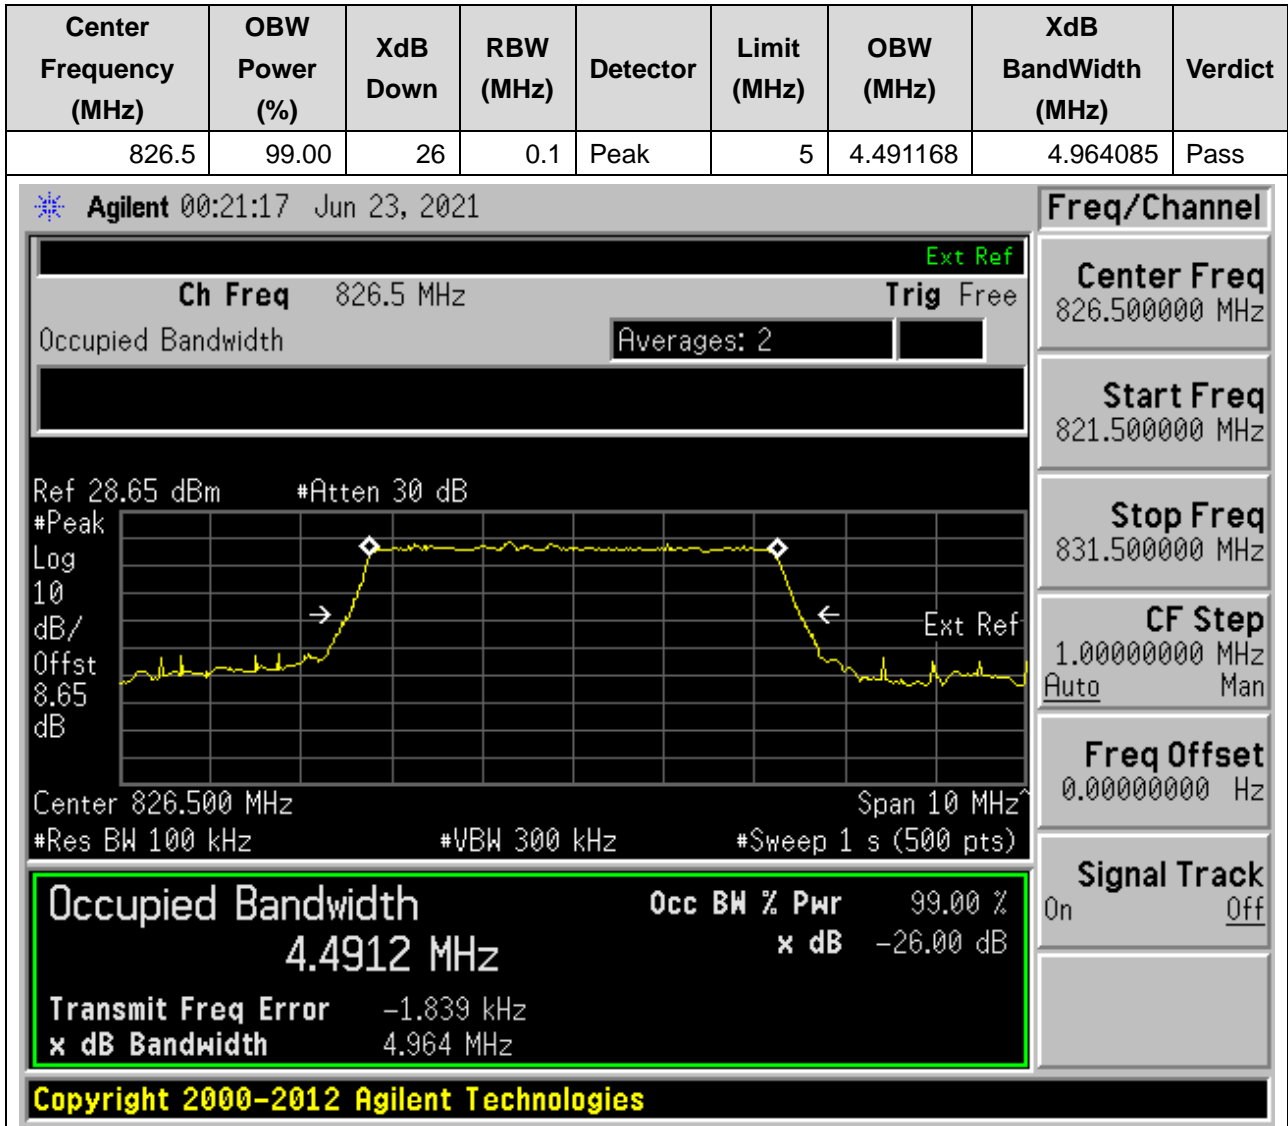 Center Frequency (MHz) OBW Power (%) XdB Down RBW (MHz) Detector Limit (MHz) OBW (MHz) XdB BandWidth (MHz) Verdict
826.5 99.00 26 0.1 Peak 5 4.491168 4.964085 Pass
Agilent 00:21:17 Jun 23, 2021
Freq/Channel
Ext Ref
Ch Freq 826.5 MHz Trig Free
Occupied Bandwidth Averages: 2
Center Freq
826.500000 MHz
Start Freq
821.500000 MHz
Stop Freq
831.500000 MHz
CF Step
1.00000000 MHz
Auto Man
Freq Offset
0.00000000 Hz
Signal Track
On Off
Ref 28.65 dBm #Atten 30 dB
#Peak
Log
10
dB/
Offst
8.65
dB
Ext Ref
Center 826.500 MHz Span 10 MHz^
#Res BW 100 kHz #VBW 300 kHz #Sweep 1 s (500 pts)
Occupied Bandwidth Occ BW % Pwr 99.00 %
4.4912 MHz x dB -26.00 dB
Transmit Freq Error -1.839 kHz
x dB Bandwidth 4.964 MHz
Copyright 2000-2012 Agilent Technologies